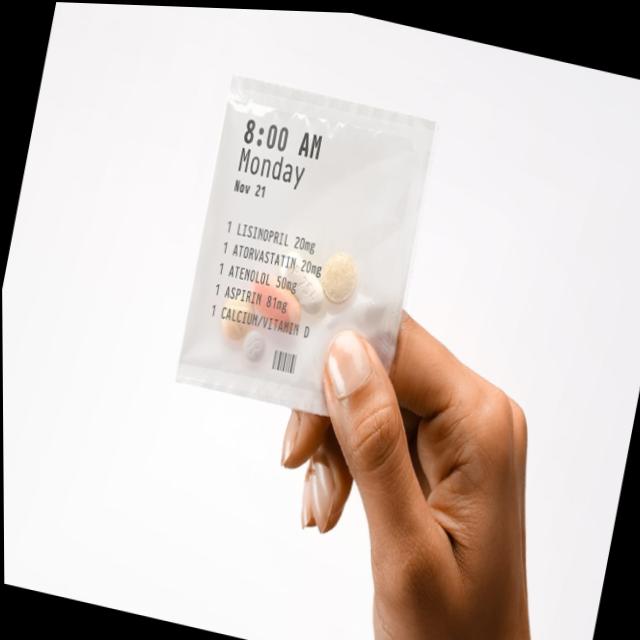 8:00 AM
Monday
Nov 21
1 LISINOPRIL 20mg
1 ATORVASTATIN 20mg
1 ATENOLOL 50mg
1 ASPIRIN 81mg
1 CALCIUM/VITAMIN D